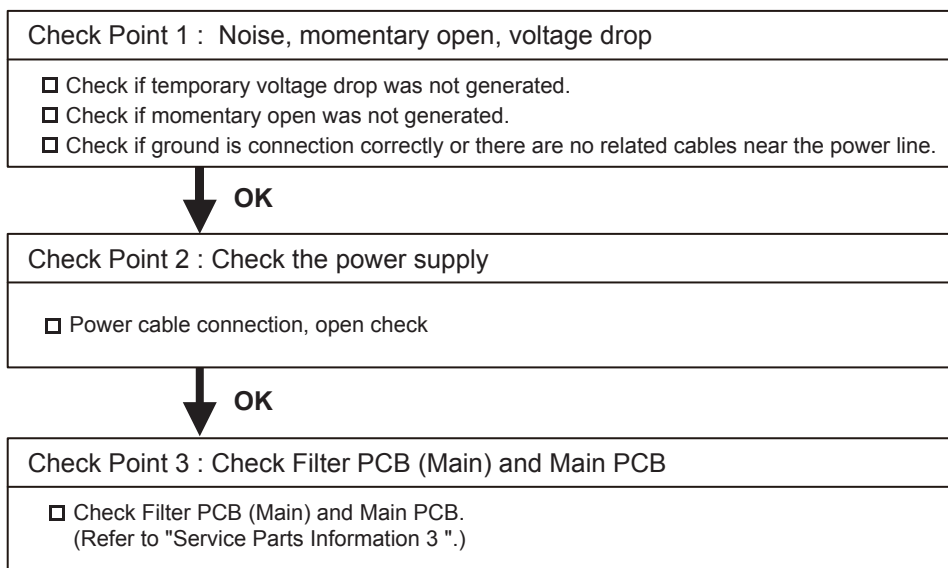 Check Point 1 :  Noise, momentary open, voltage drop
Check if temporary voltage drop was not generated.
Check if momentary open was not generated.
Check if ground is connection correctly or there are no related cables near the power line.
OK
Check Point 2 : Check the power supply
Power cable connection, open check
OK
Check Point 3 : Check Filter PCB (Main) and Main PCB
Check Filter PCB (Main) and Main PCB.
(Refer to "Service Parts Information 3 ".)